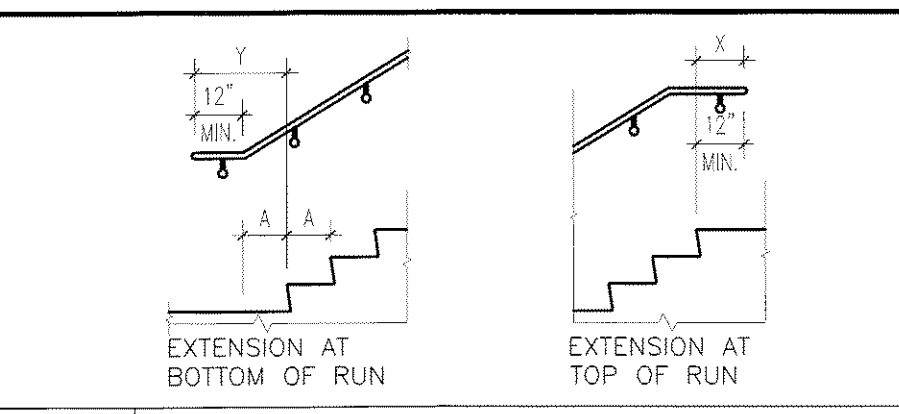 Y
12"
MIN.
A A
EXTENSION AT
BOTTOM OF RUN
X
12"
MIN.
EXTENSION AT
TOP OF RUN